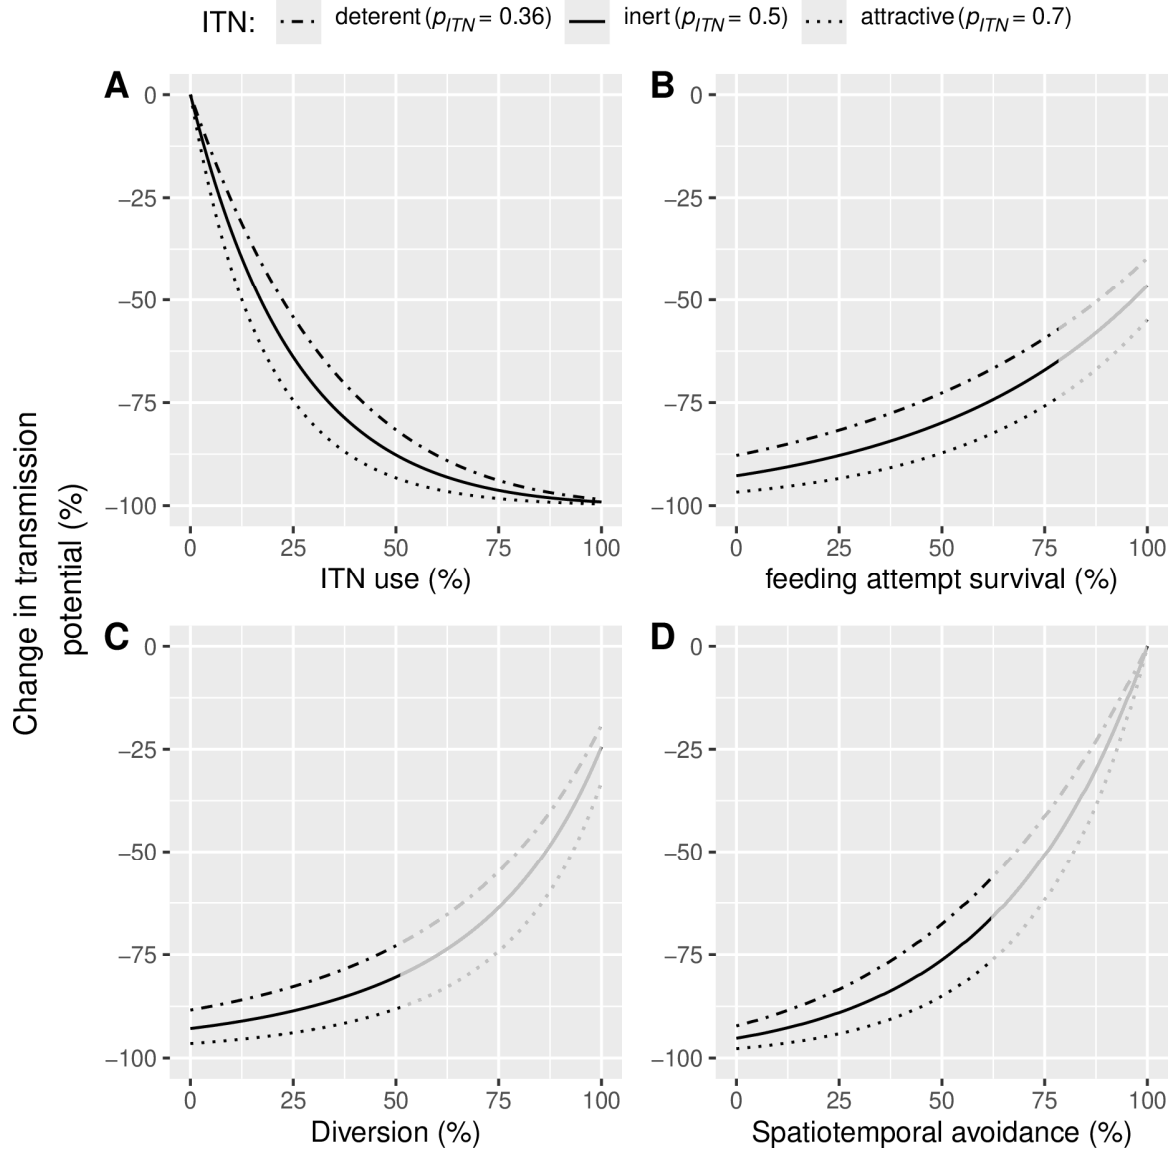 ITN: deterent (pITN = 0.36) inert (pITN = 0.5) attractive (pITN = 0.7)
Change in transmission
potential (%)
A
0
−25
−50
−75
−100
0 25 50 75 100
ITN use (%)
B
0
−25
−50
−75
−100
0 25 50 75 100
feeding attempt survival (%)
C
0
−25
−50
−75
−100
0 25 50 75 100
Diversion (%)
D
0
−25
−50
−75
−100
0 25 50 75 100
Spatiotemporal avoidance (%)